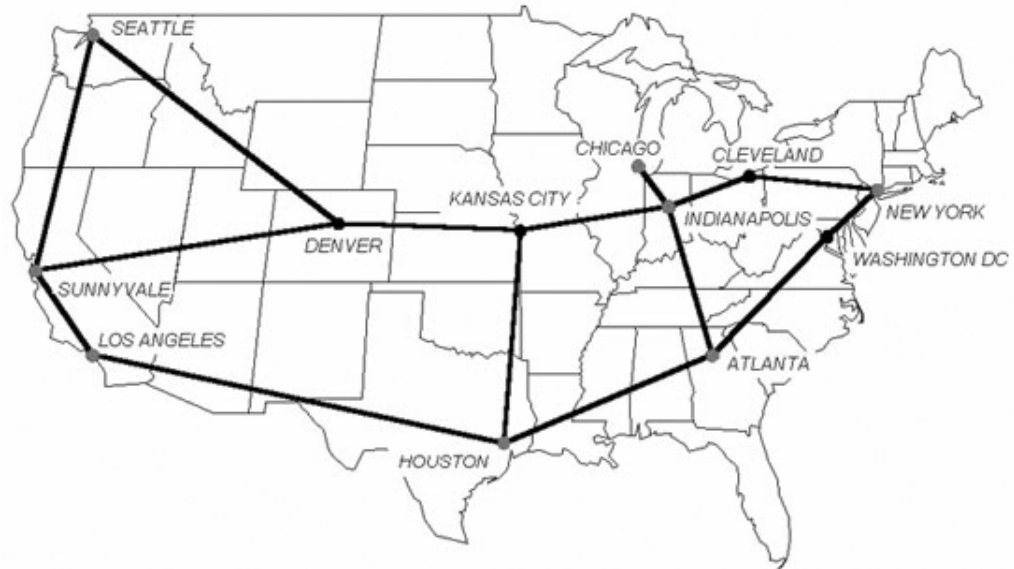 SEATTLE
CHICAGO
CLEVELAND
KANSAS CITY
INDIANAPOLIS
NEW YORK
DENVER
WASHINGTON DC
SUNNYVALE
LOS ANGELES
ATLANTA
HOUSTON